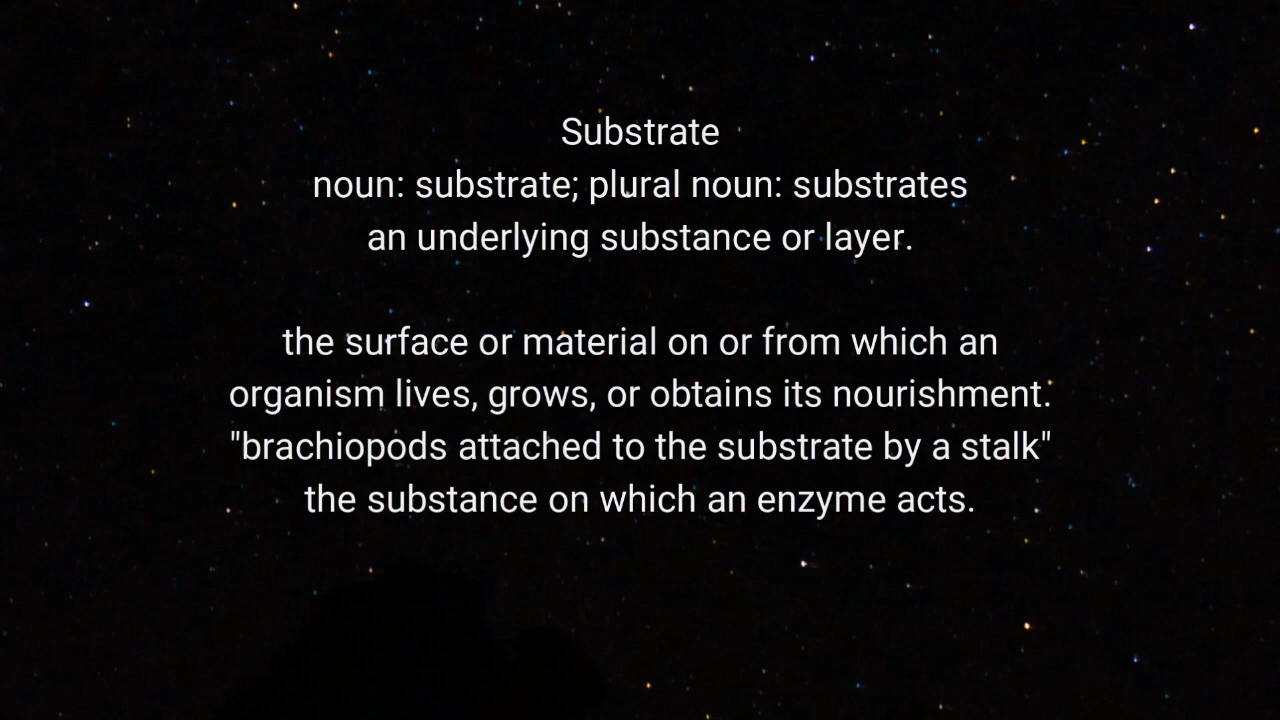 Substrate
noun: substrate; plural noun: substrates
an underlying substance or layer.
the surface or material on or from which an
organism lives, grows, or obtains its nourishment.
"brachiopods attached to the substrate by a stalk"
the substance on which an enzyme acts.